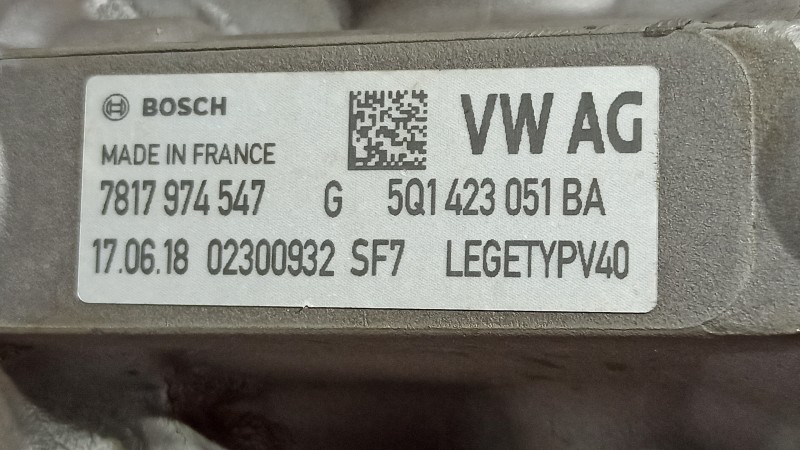 BOSCH
VW AG
MADE IN FRANCE
7817 974 547 G 5Q1 423 051 BA
17.06.18 02300932 SF7 LEGETYPV40